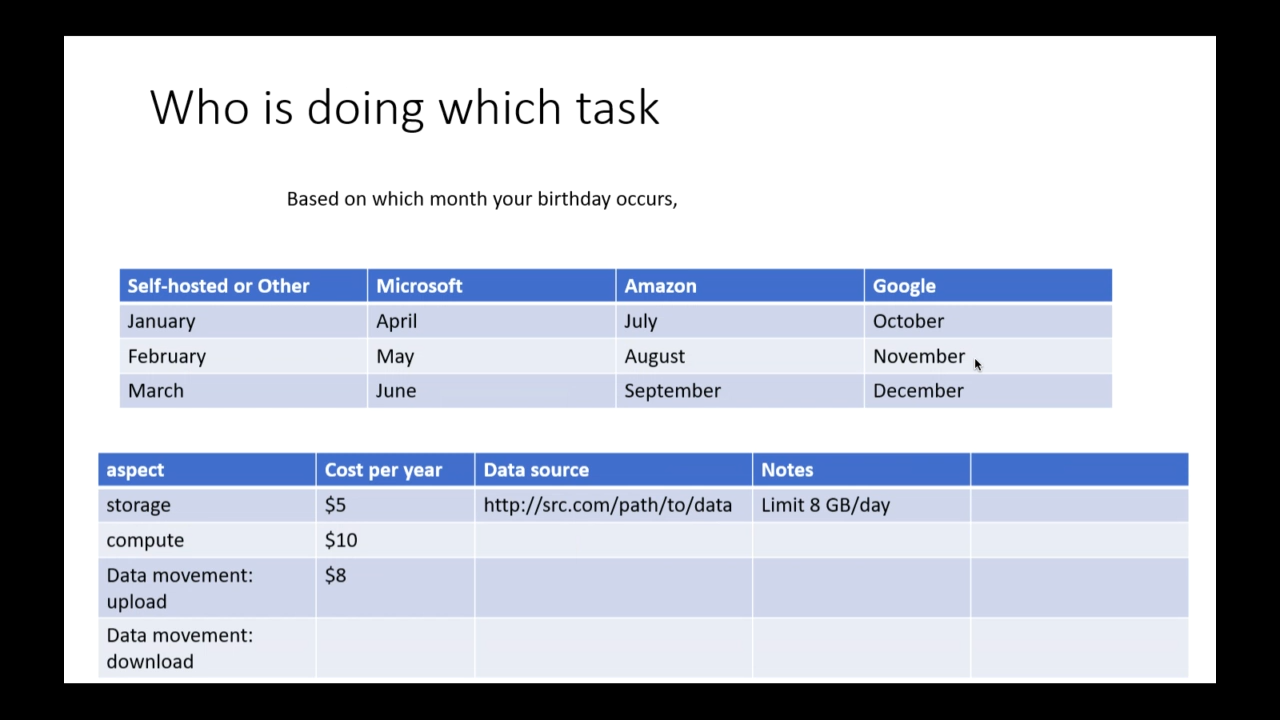 Who is doing which task
Based on which month your birthday occurs,
Self-hosted or Other Microsoft Amazon Google
January April July October
February May August November
March June September December
aspect Cost per year Data source Notes
storage $5 http://src.com/path/to/data Limit 8 GB/day
compute $10
Data movement: $8
upload
Data movement:
download